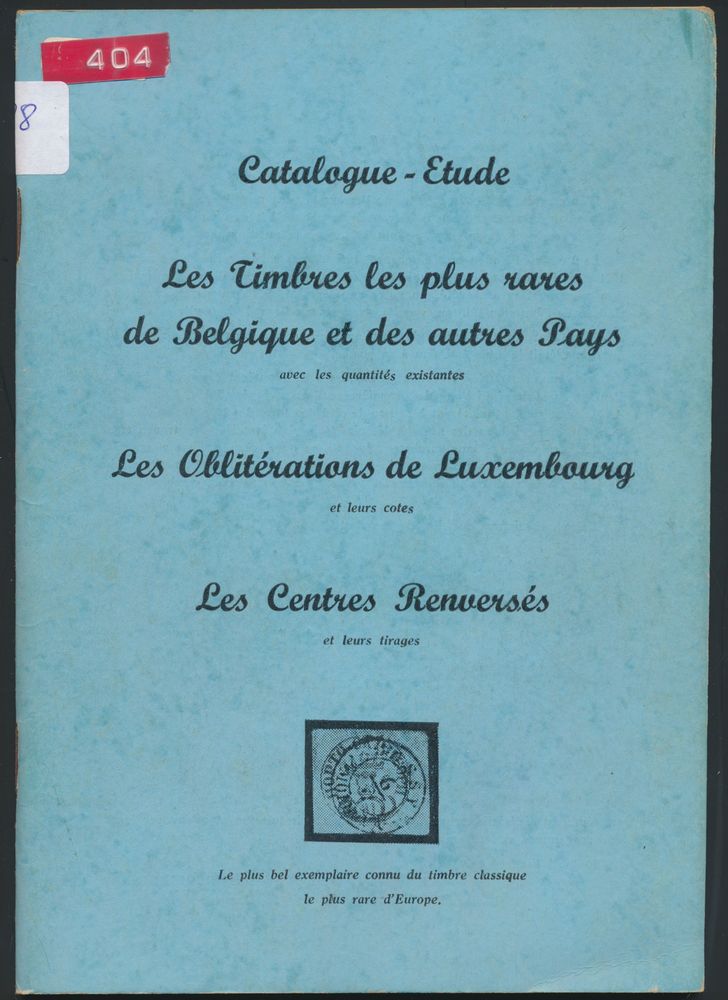 404
8
Catalogue - Etude
Les Timbres les plus rares
de Belgique et des autres Pays
avec les quantités existantes
Les Oblitérations de Luxembourg
et leurs cotes
Les Centres Renversés
et leurs tirages
Le plus bel exemplaire connu du timbre classique
le plus rare d'Europe.